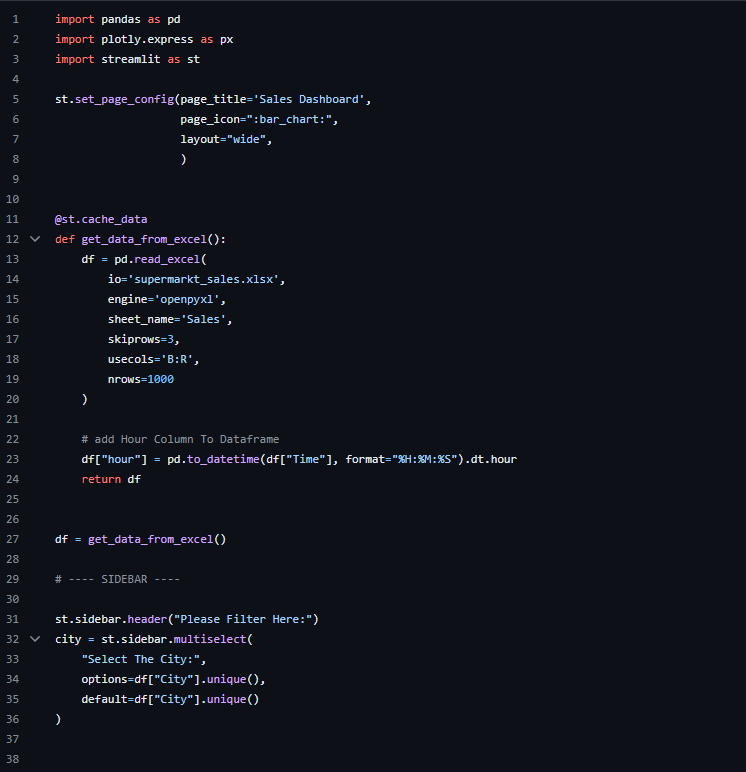 1 import pandas as pd
2 import plotly.express as px
3 import streamlit as st
4
5 st.set_page_config(page_title='Sales Dashboard',
6                    page_icon=":bar_chart:",
7                    layout="wide",
8                    )
9
10
11 @st.cache_data
12 def get_data_from_excel():
13     df = pd.read_excel(
14         io='supermarkt_sales.xlsx',
15         engine='openpyxl',
16         sheet_name='Sales',
17         skiprows=3,
18         usecols='B:R',
19         nrows=1000
20     )
21
22     # add Hour Column To Dataframe
23     df["hour"] = pd.to_datetime(df["Time"], format="%H:%M:%S").dt.hour
24     return df
25
26
27 df = get_data_from_excel()
28
29 # ---- SIDEBAR ----
30
31 st.sidebar.header("Please Filter Here:")
32 city = st.sidebar.multiselect(
33     "Select The City:",
34     options=df["City"].unique(),
35     default=df["City"].unique()
36 )
37
38